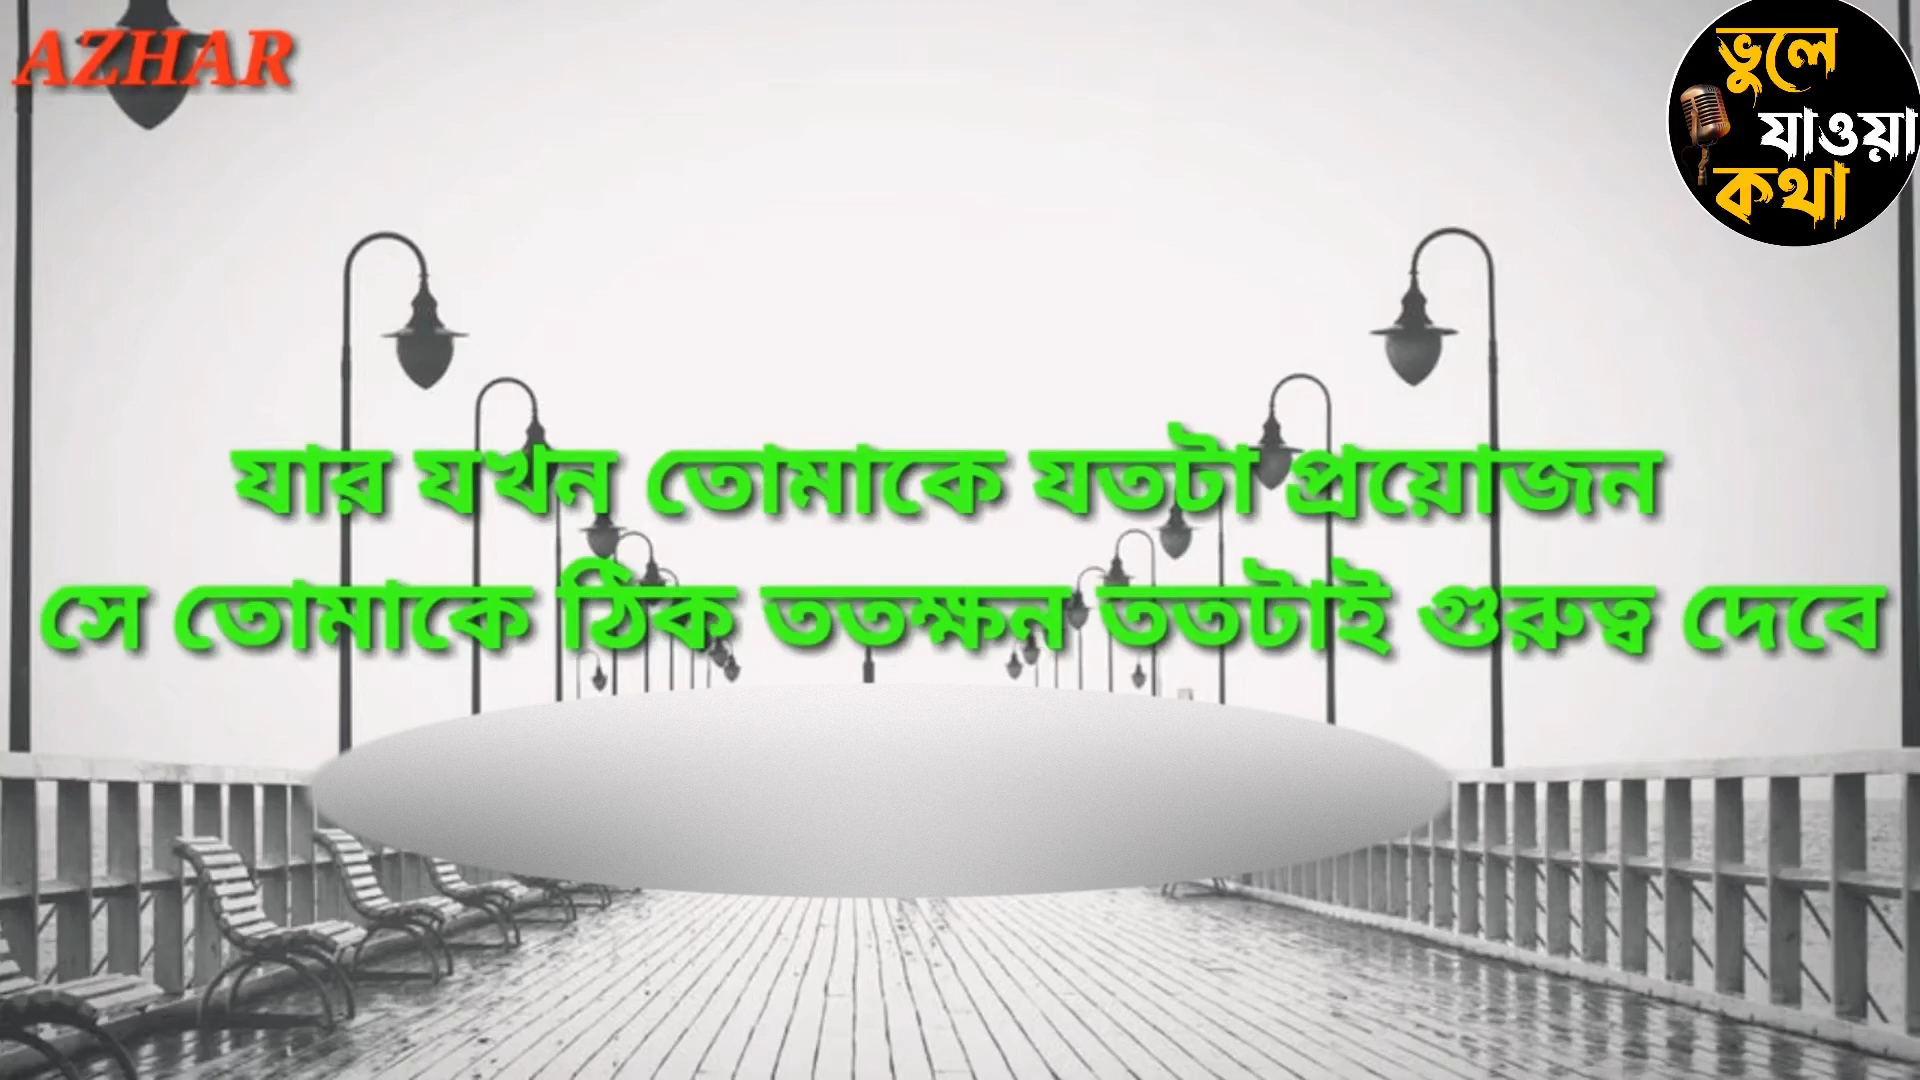 AZHAR
ভুলে
যাওয়া
কথা
যার যখন তোমাকে যতটা প্রয়োজন
সে তোমাকে ঠিক ততক্ষন ততটাই গুরুত্ব দেবে